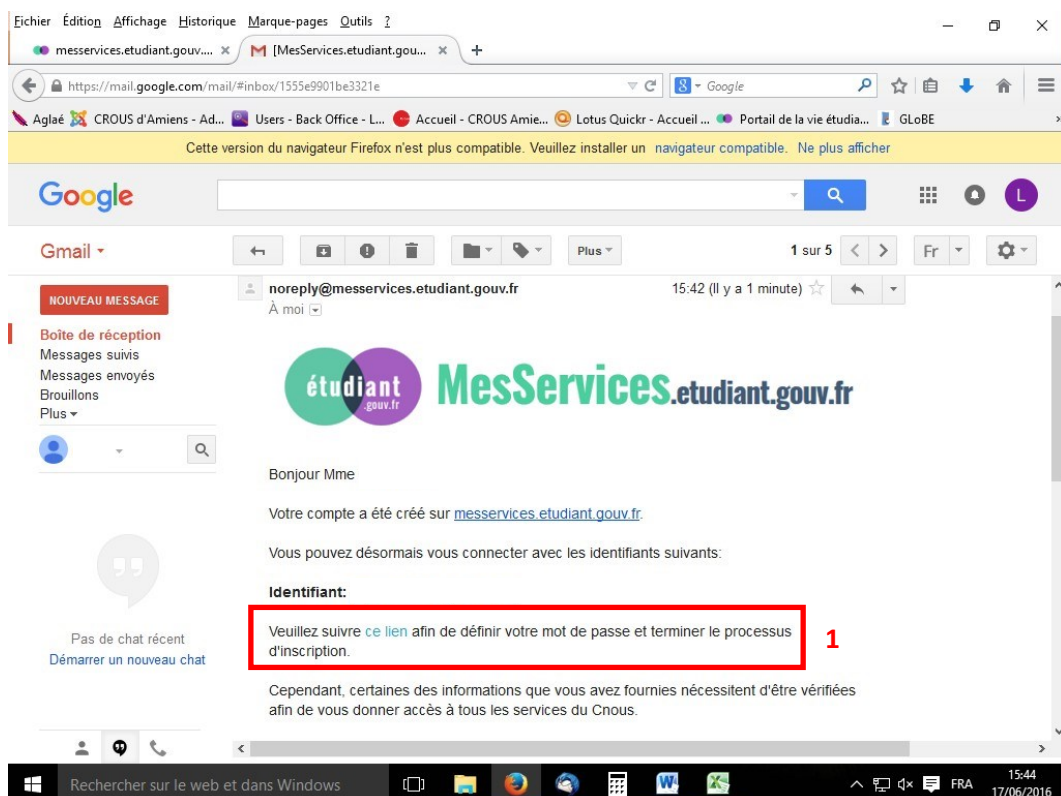 Fichier Édition Affichage Historique Marque-pages Outils ?
messervices.etudiant.gouv.... × [MesServices.etudiant.gou... × +
https://mail.google.com/mail/#inbox/1555e9901be3321e Google
Aglaé CROUS d'Amiens - Ad... Users - Back Office - L... Accueil - CROUS Amie... Lotus Quickr - Accueil ... Portail de la vie étudia... GLoBE
Cette version du navigateur Firefox n'est plus compatible. Veuillez installer un navigateur compatible. Ne plus afficher
Google L
Gmail Plus 1 sur 5 Fr
NOUVEAU MESSAGE
noreply@messervices.etudiant.gouv.fr 15:42 (Il y a 1 minute)
À moi
Boîte de réception
Messages suivis
Messages envoyés
Brouillons
Plus
étudiant
.gouv.fr
MesServices.etudiant.gouv.fr
Bonjour Mme
Votre compte a été créé sur messervices.etudiant.gouv.fr.
Vous pouvez désormais vous connecter avec les identifiants suivants:
Identifiant:
Veuillez suivre ce lien afin de définir votre mot de passe et terminer le processus
d'inscription.
1
Cependant, certaines des informations que vous avez fournies nécessitent d'être vérifiées
afin de vous donner accès à tous les services du Cnous.
Pas de chat récent
Démarrer un nouveau chat
Rechercher sur le web et dans Windows FRA 15:44
17/06/2016